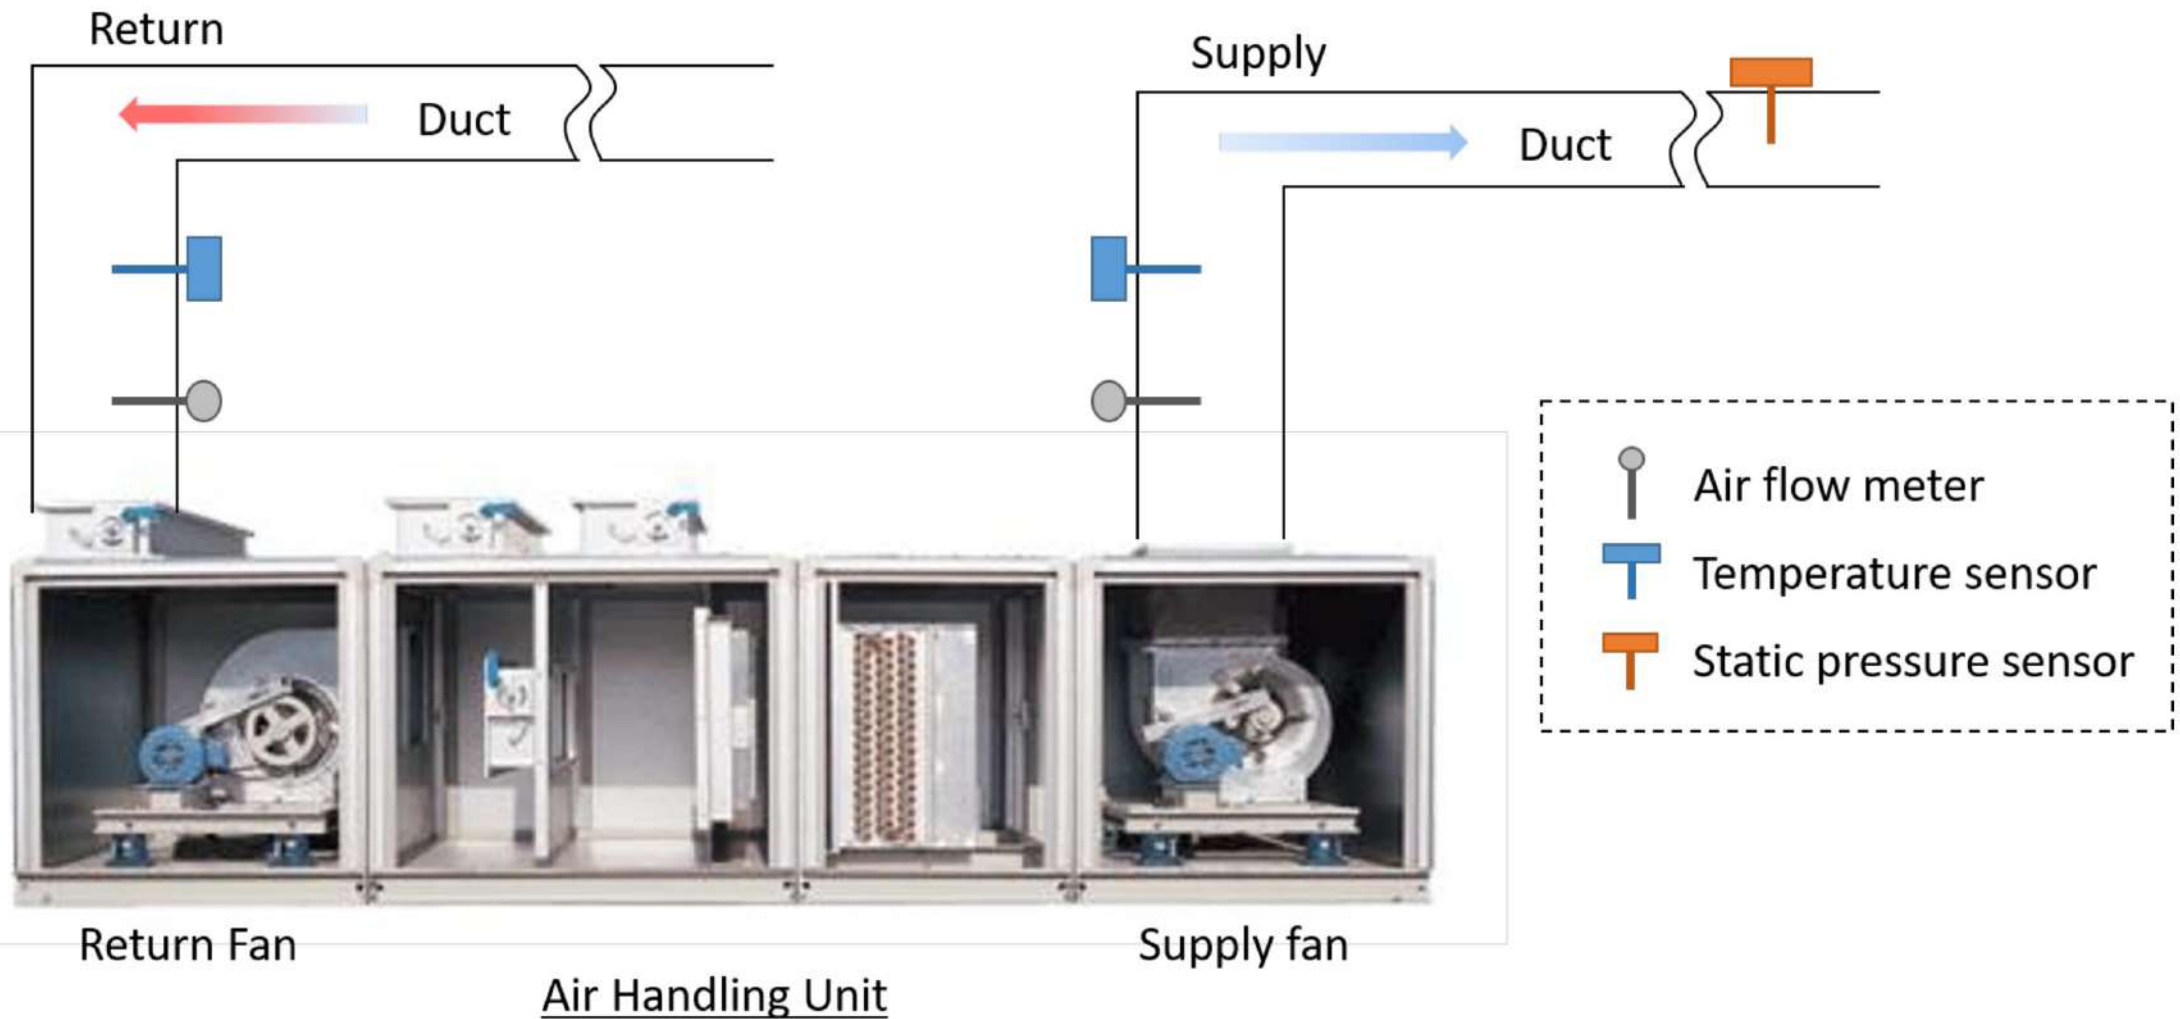 Return
Supply
Duct
Duct
Air flow meter
Temperature sensor
Static pressure sensor
Return Fan
Supply fan
Air Handling Unit